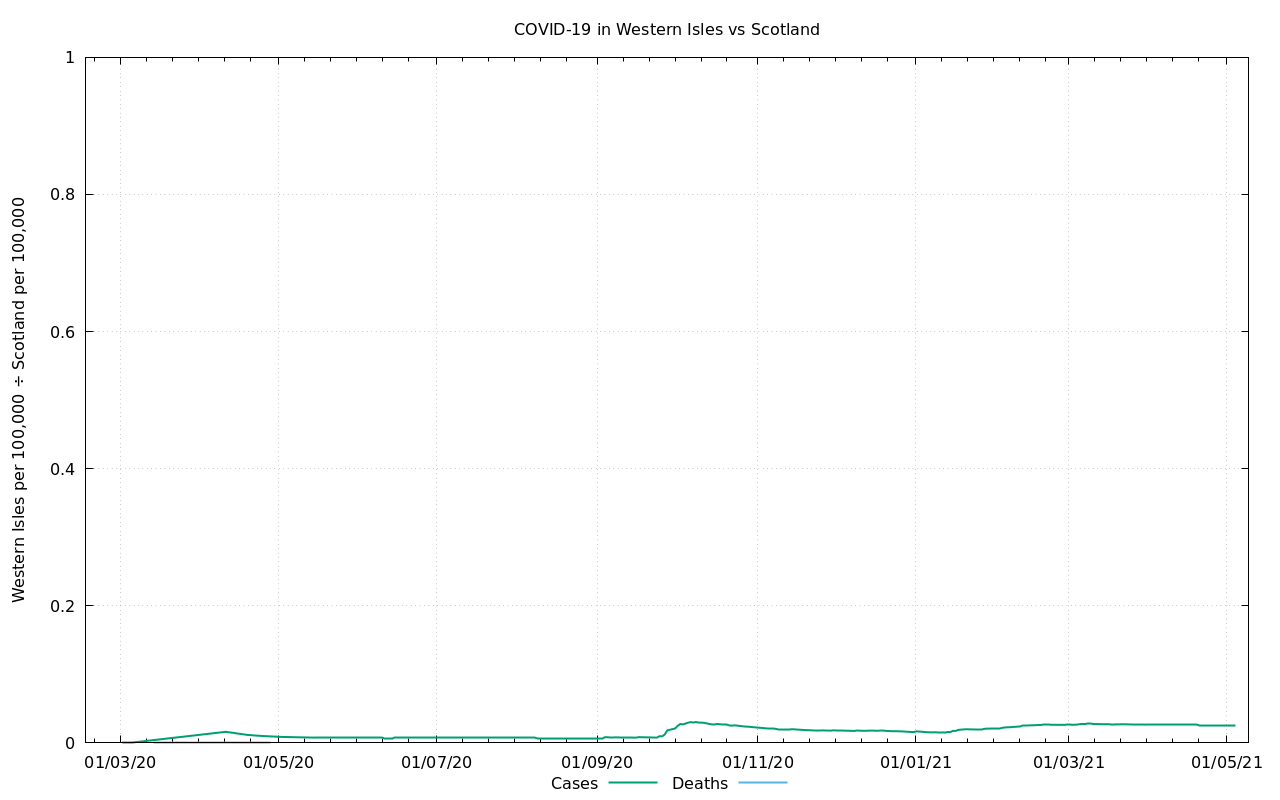 COVID-19 in Western Isles vs Scotland
Western Isles per 100,000 ÷ Scotland per 100,000
1
0.8
0.6
0.4
0.2
0
01/03/20 01/05/20 01/07/20 01/09/20 01/11/20 01/01/21 01/03/21 01/05/21
Cases Deaths